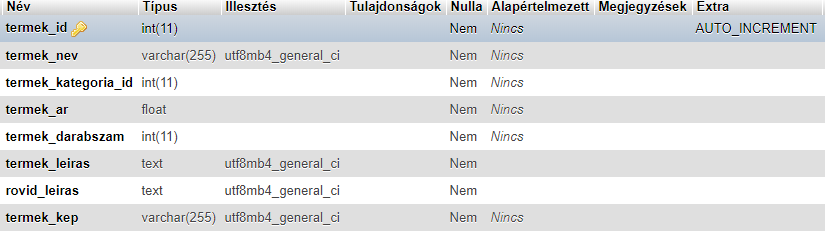 Név Típus Illesztés Tulajdonságok Nulla Alapértelmezett Megjegyzések Extra
termek_id int(11) Nem Nincs AUTO_INCREMENT
termek_nev varchar(255) utf8mb4_general_ci Nem Nincs
termek_kategoria_id int(11) Nem Nincs
termek_ar float Nem Nincs
termek_darabszam int(11) Nem Nincs
termek_leiras text utf8mb4_general_ci Nem
rovid_leiras text utf8mb4_general_ci Nem
termek_kep varchar(255) utf8mb4_general_ci Nem Nincs